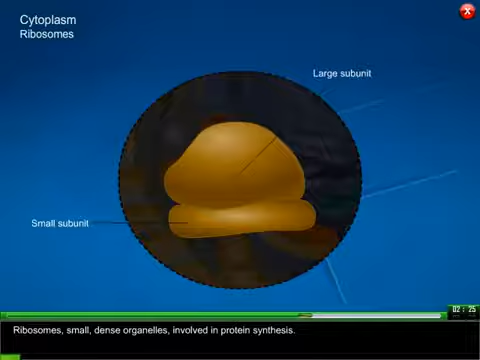 Cytoplasm
Ribosomes
Large subunit
Small subunit
02:25
Ribosomes, small, dense organelles, involved in protein synthesis.